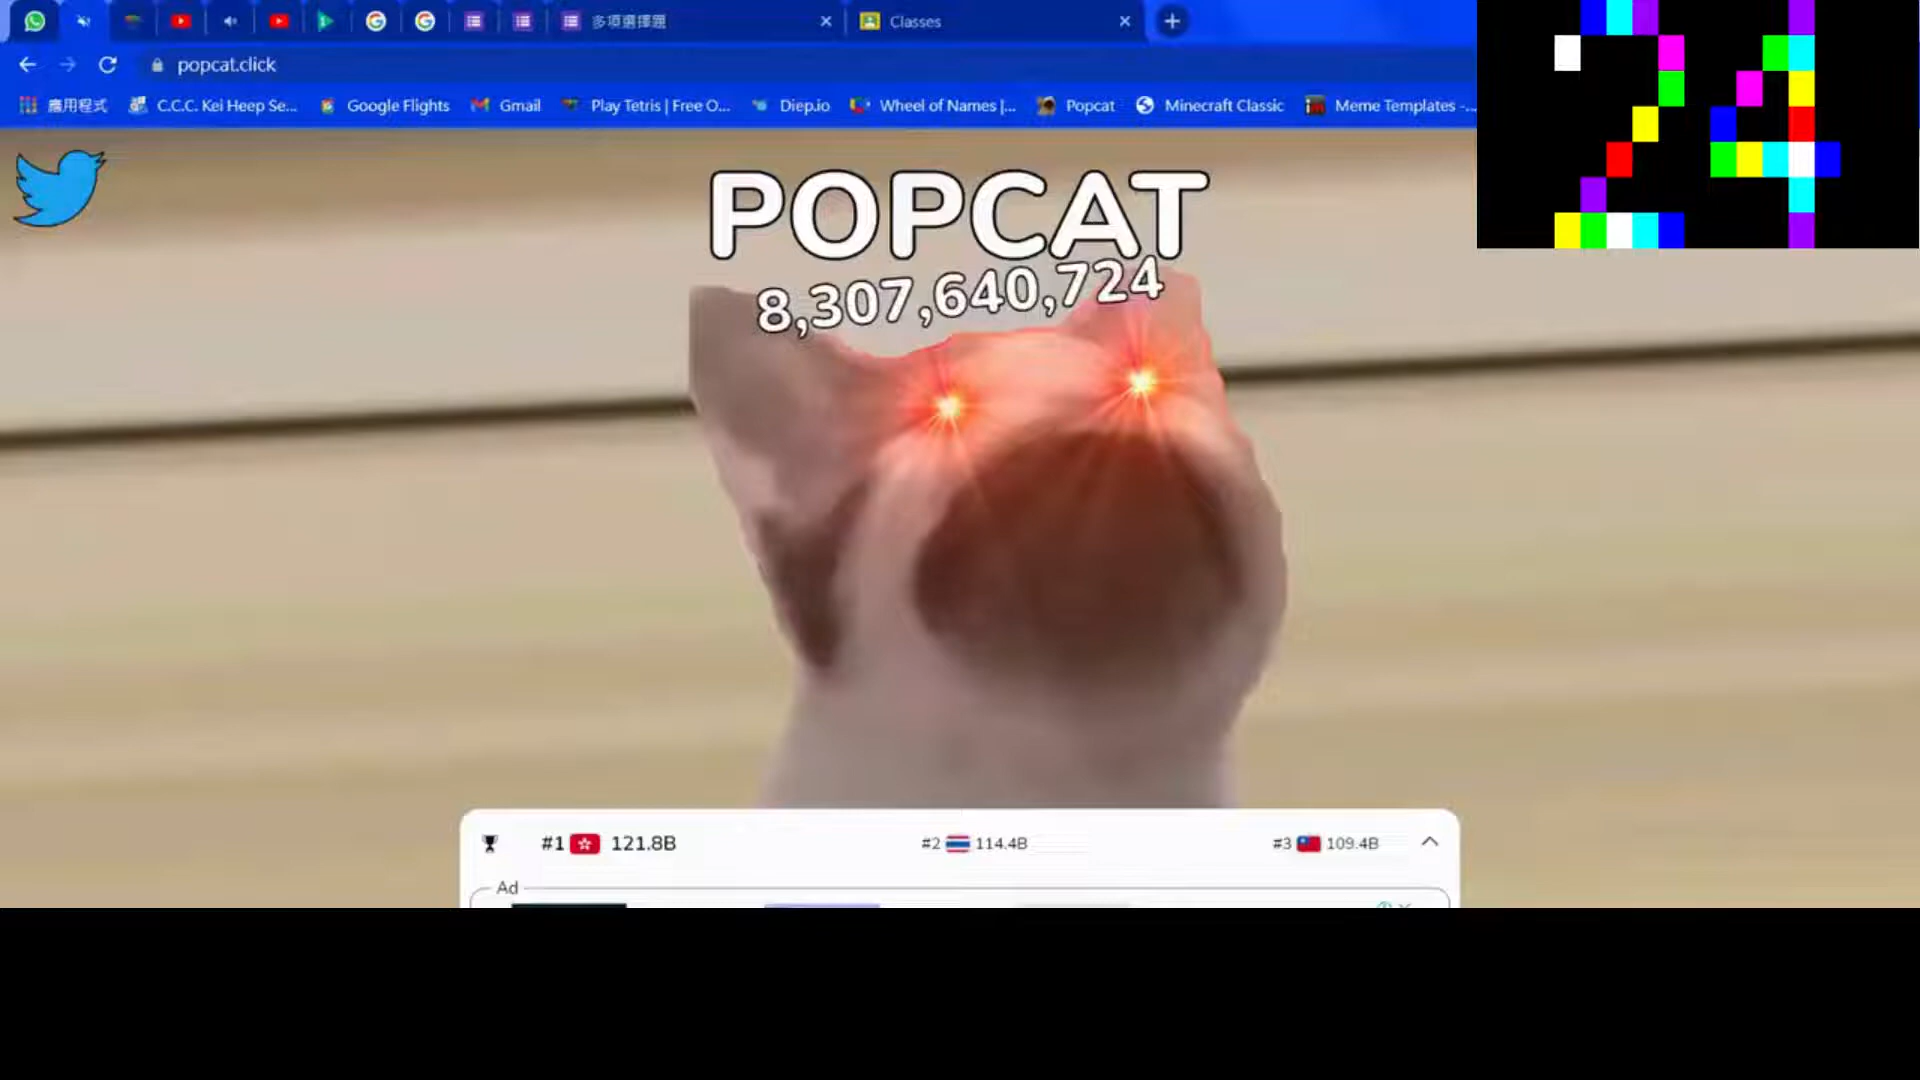 多項選擇題
Classes
popcat.click
應用程式
C.C.C. Kei Heep Se...
Google Flights
Gmail
Play Tetris | Free O...
Diep.io
Wheel of Names |...
Popcat
Minecraft Classic
Meme Templates -...
24
POPCAT
8,307,640,724
#1 121.8B
#2 114.4B
#3 109.4B
Ad